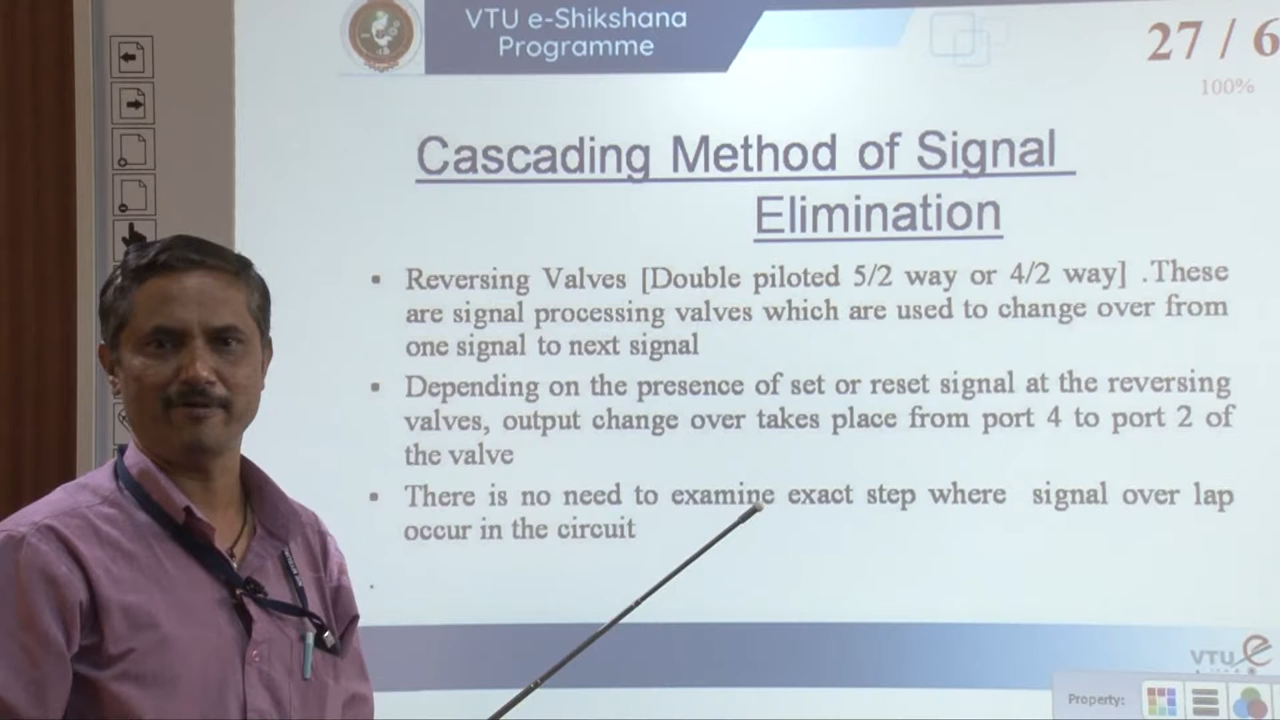 VTU e-Shikshana
Programme
27 / 6
100%
Cascading Method of Signal
Elimination
▪ Reversing Valves [Double piloted 5/2 way or 4/2 way] .These
are signal processing valves which are used to change over from
one signal to next signal
▪ Depending on the presence of set or reset signal at the reversing
valves, output change over takes place from port 4 to port 2 of
the valve
▪ There is no need to examine exact step where signal over lap
occur in the circuit
VTU e
Property: